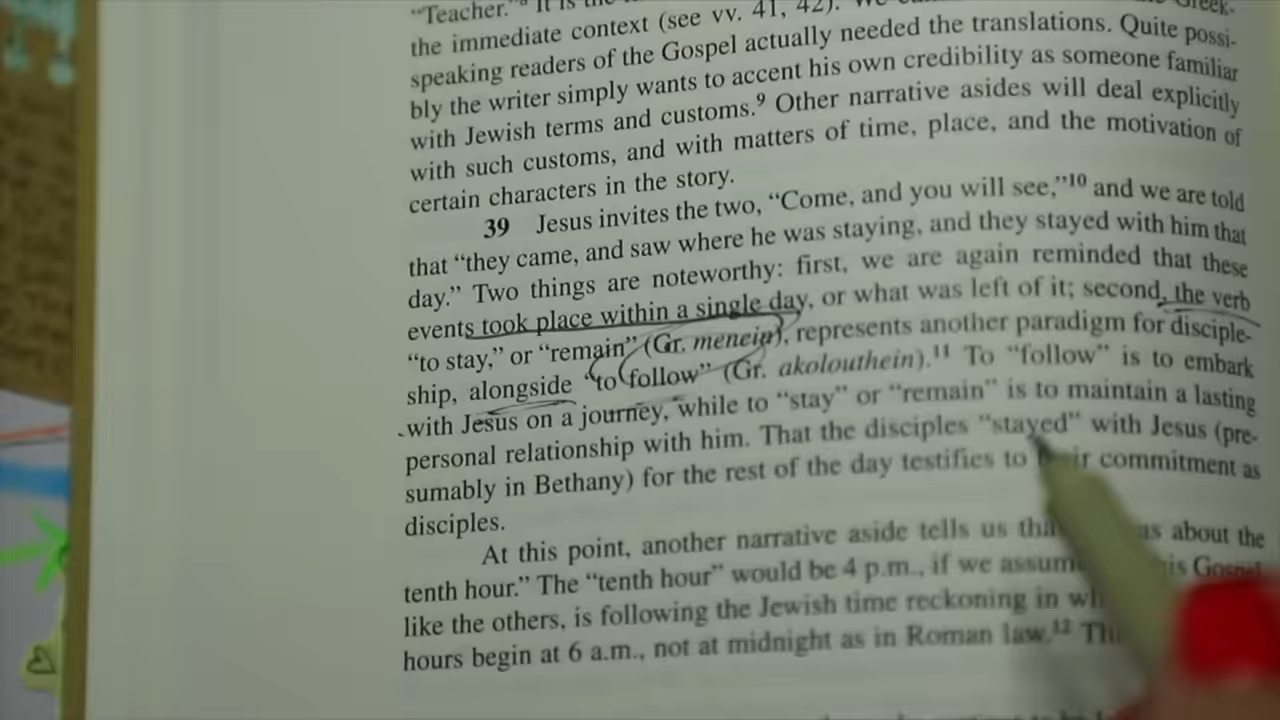 "Teacher."⁸ It is the
the immediate context (see vv. 41, 42). We Greek-
speaking readers of the Gospel actually needed the translations. Quite possi-
bly the writer simply wants to accent his own credibility as someone familiar
with Jewish terms and customs.⁹ Other narrative asides will deal explicitly
with such customs, and with matters of time, place, and the motivation of
certain characters in the story.
39 Jesus invites the two, "Come, and you will see,"¹⁰ and we are told
that "they came, and saw where he was staying, and they stayed with him that
day." Two things are noteworthy: first, we are again reminded that these
events took place within a single day, or what was left of it; second, the verb
"to stay," or "remain" (Gr. menein), represents another paradigm for disciple-
ship, alongside "to follow" (Gr. akolouthein).¹¹ To "follow" is to embark
with Jesus on a journey, while to "stay" or "remain" is to maintain a lasting
personal relationship with him. That the disciples "stayed" with Jesus (pre-
sumably in Bethany) for the rest of the day testifies to commitment as
disciples.
At this point, another narrative aside tells us about the
tenth hour." The "tenth hour" would be 4 p.m., if we Gospel,
like the others, is following the Jewish time reckoning in
hours begin at 6 a.m., not at midnight as in Roman law.¹²